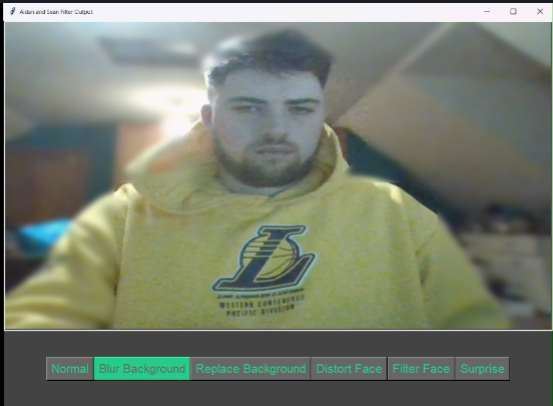 Aiden and Sean Filter Output
L
WESTERN CONFERENCE
PACIFIC DIVISION
Normal Blur Background Replace Background Distort Face Filter Face Surprise